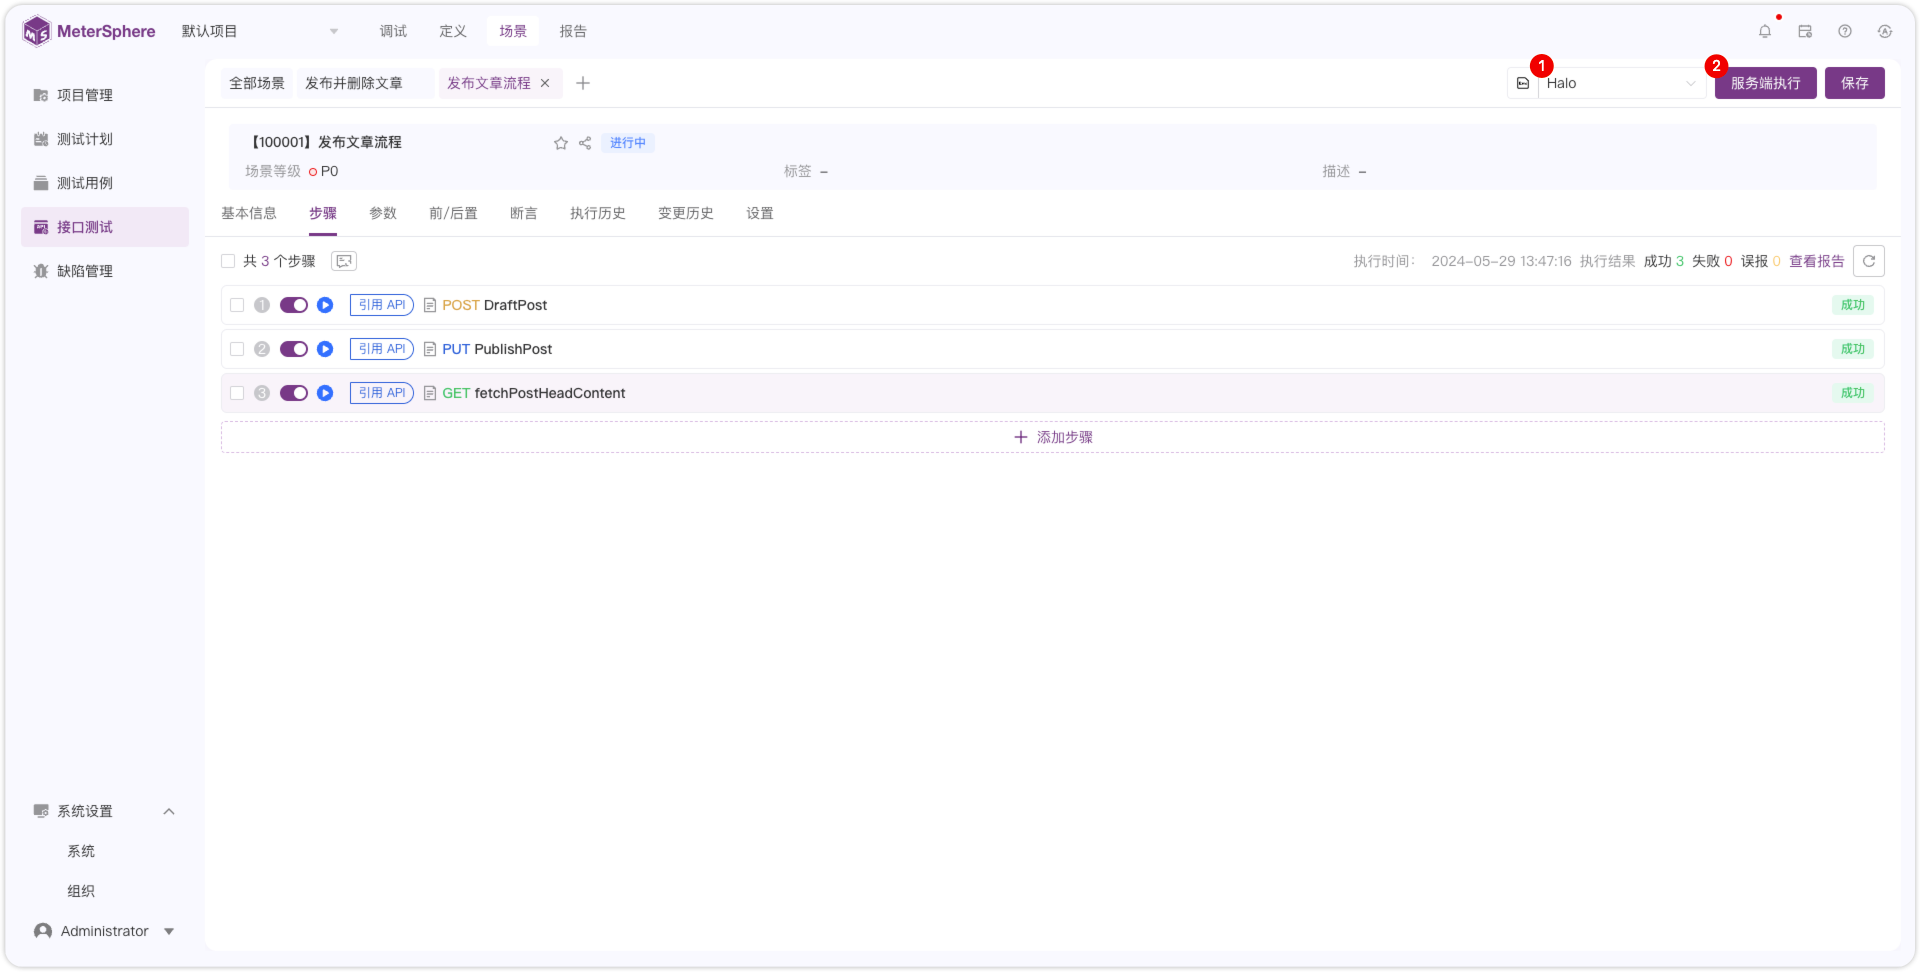 MeterSphere 默认项目 调试 定义 场景 报告
项目管理
测试计划
测试用例
接口测试
缺陷管理
全部场景 发布并删除文章 发布文章流程 1 Halo 2 服务端执行 保存
【100001】发布文章流程 进行中
场景等级 P0 标签 – 描述 –
基本信息 步骤 参数 前/后置 断言 执行历史 变更历史 设置
共 3 个步骤 执行时间： 2024-05-29 13:47:16 执行结果 成功 3 失败 0 误报 0 查看报告
1 引用 API POST DraftPost 成功
2 引用 API PUT PublishPost 成功
3 引用 API GET fetchPostHeadContent 成功
添加步骤
系统设置
系统
组织
Administrator